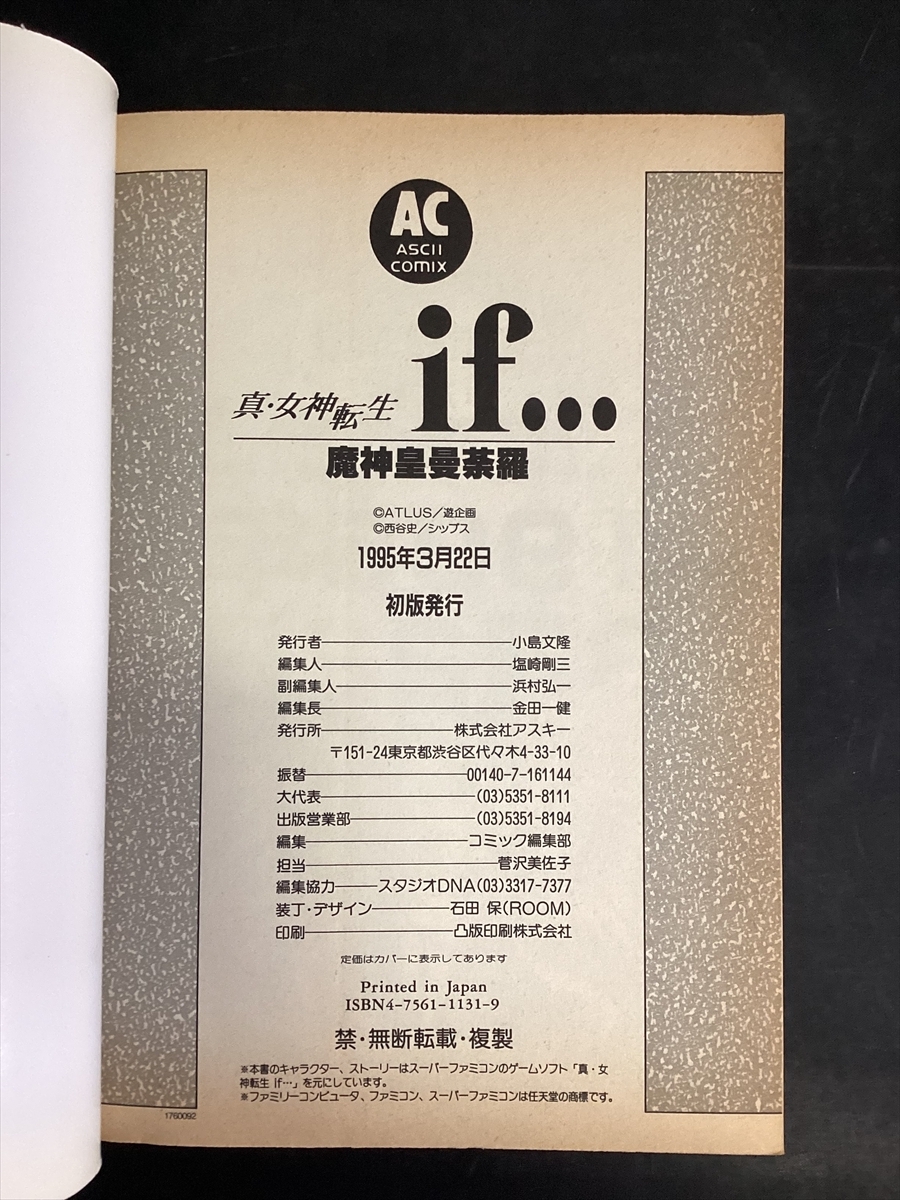 AC
ASCII
COMIX
真・女神転生 if...
魔神皇曼荼羅
©ATLUS/遊企画
©西谷史/シップス
1995年3月22日
初版発行
発行者 小島文隆
編集人 塩崎剛三
副編集人 浜村弘一
編集長 金田一健
発行所 株式会社アスキー
〒151-24東京都渋谷区代々木4-33-10
振替 00140-7-161144
大代表 (03)5351-8111
出版営業部 (03)5351-8194
編集 コミック編集部
担当 菅沢美佐子
編集協力 スタジオDNA(03)3317-7377
装丁・デザイン 石田 保(ROOM)
印刷 凸版印刷株式会社
定価はカバーに表示してあります
Printed in Japan
ISBN4-7561-1131-9
禁・無断転載・複製
※本書のキャラクター、ストーリーはスーパーファミコンのゲームソフト「真・女
神転生 if…」を元にしています。
※ファミリーコンピュータ、ファミコン、スーパーファミコンは任天堂の商標です。
1760092